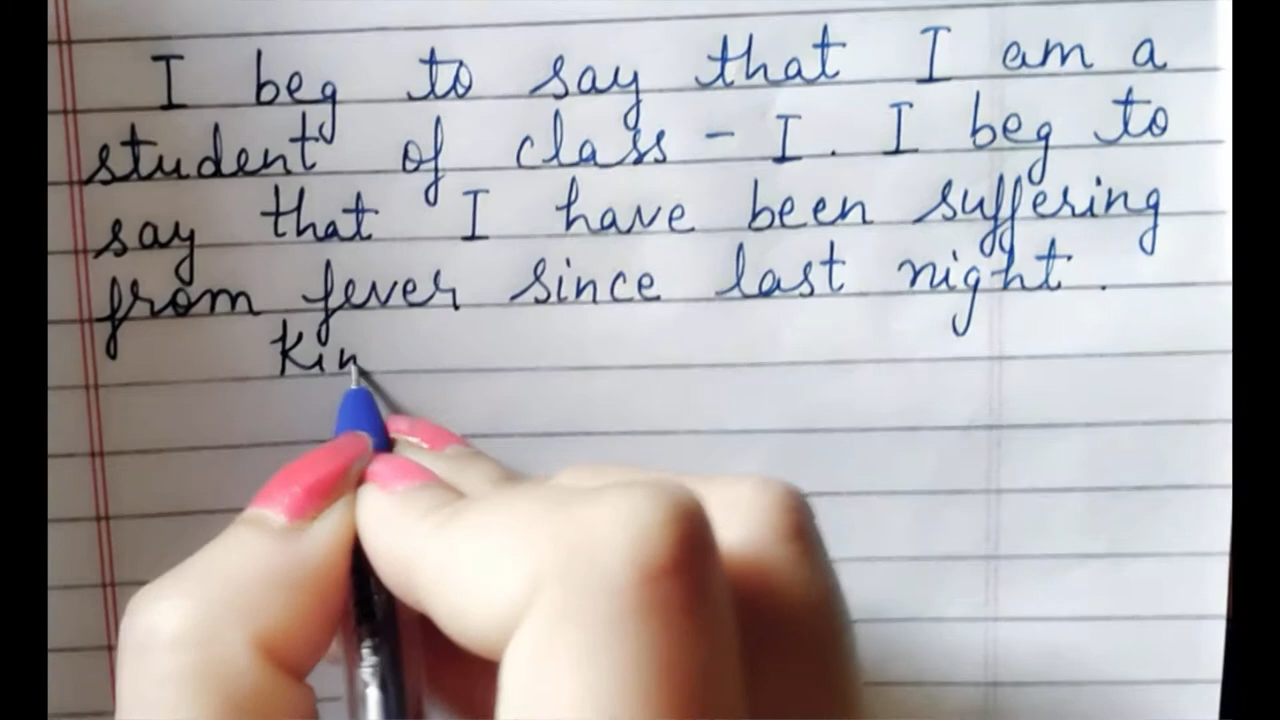 I beg to say that I am a
student of class - I. I beg to
say that I have been suffering
from fever since last night.
Kin